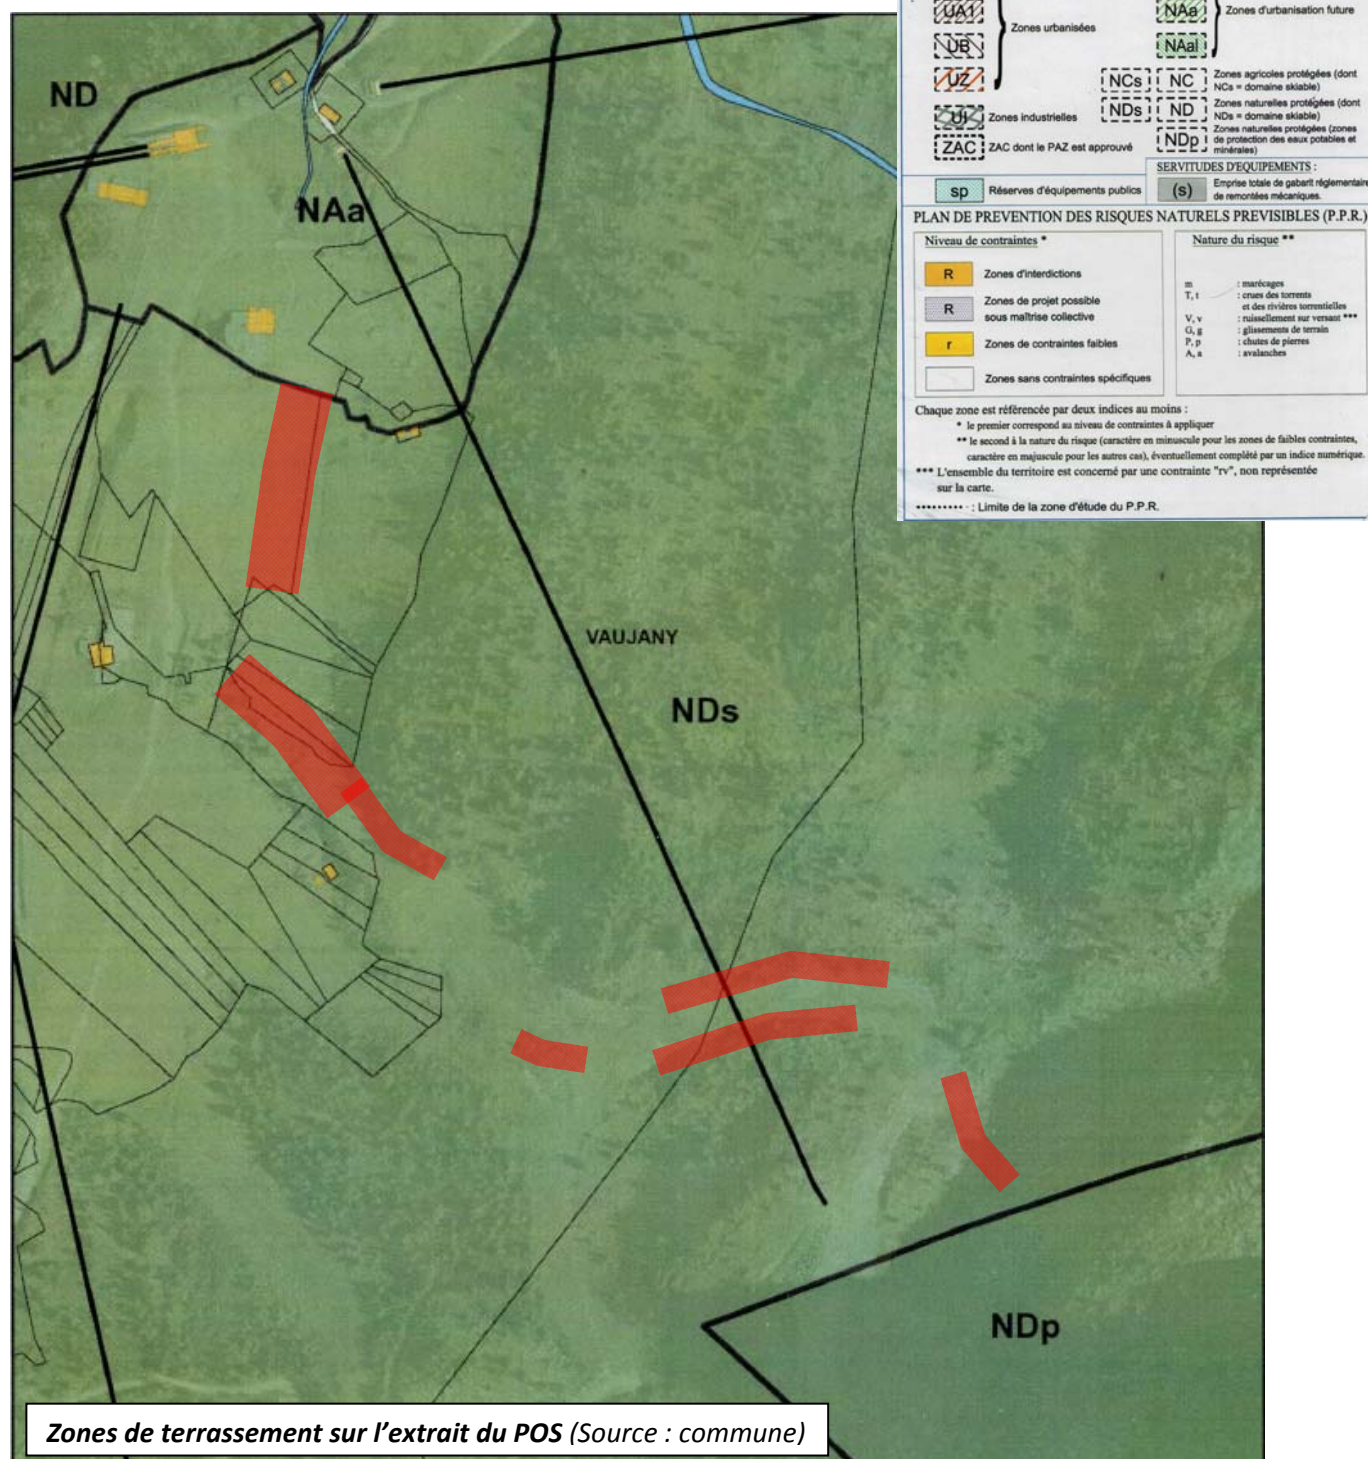 ND
NAa
VAUJANY
NDs
NDp
UA1
UB
UZ
Zones urbanisées
NAa
NAal
Zones d'urbanisation future
UI
Zones industrielles
ZAC
ZAC dont le PAZ est approuvé
NCs
NC
Zones agricoles protégées (dont
NCs = domaine skiable)
NDs
ND
Zones naturelles protégées (dont
NDs = domaine skiable)
NDp
Zones naturelles protégées (zones
de protection des eaux potables et
minérales)
sp
Réserves d'équipements publics
SERVITUDES D'EQUIPEMENTS :
(s)
Emprise totale de gabarit réglementaire
de remontées mécaniques.
PLAN DE PREVENTION DES RISQUES NATURELS PREVISIBLES (P.P.R.)
Niveau de contraintes *
R
Zones d'interdictions
R
Zones de projet possible
sous maîtrise collective
r
Zones de contraintes faibles
Zones sans contraintes spécifiques
Nature du risque **
m : marécages
T, t : crues des torrents
et des rivières torrentielles
V, v : ruissellement sur versant ***
G, g : glissements de terrain
P, p : chutes de pierres
A, a : avalanches
Chaque zone est référencée par deux indices au moins :
* le premier correspond au niveau de contraintes à appliquer
** le second à la nature du risque (caractère en minuscule pour les zones de faibles contraintes,
caractère en majuscule pour les autres cas), éventuellement complété par un indice numérique.
*** L'ensemble du territoire est concerné par une contrainte "rv", non représentée
sur la carte.
......... : Limite de la zone d'étude du P.P.R.
Zones de terrassement sur l'extrait du POS (Source : commune)